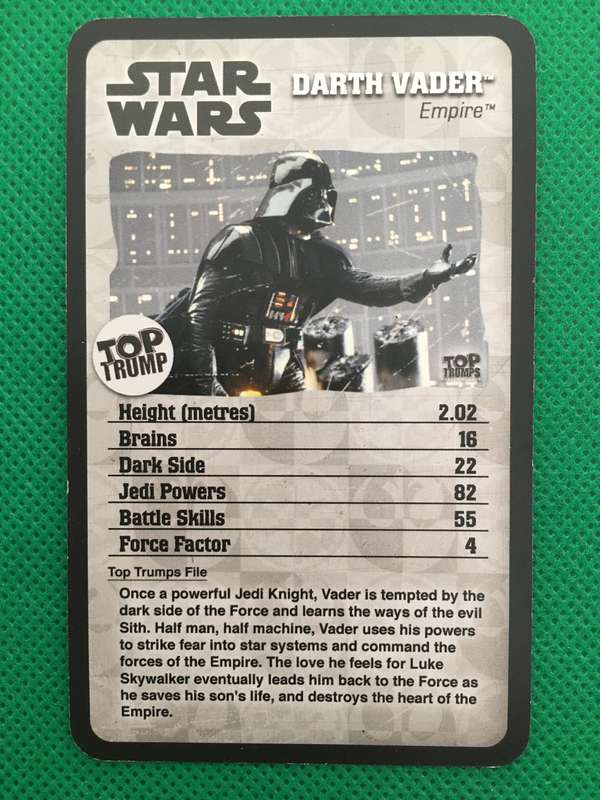 STAR
WARS
DARTH VADER™
Empire™
TOP
TRUMP
TOP
TRUMPS
Height (metres) 2.02
Brains 16
Dark Side 22
Jedi Powers 82
Battle Skills 55
Force Factor 4
Top Trumps File
Once a powerful Jedi Knight, Vader is tempted by the
dark side of the Force and learns the ways of the evil
Sith. Half man, half machine, Vader uses his powers
to strike fear into star systems and command the
forces of the Empire. The love he feels for Luke
Skywalker eventually leads him back to the Force as
he saves his son's life, and destroys the heart of the
Empire.